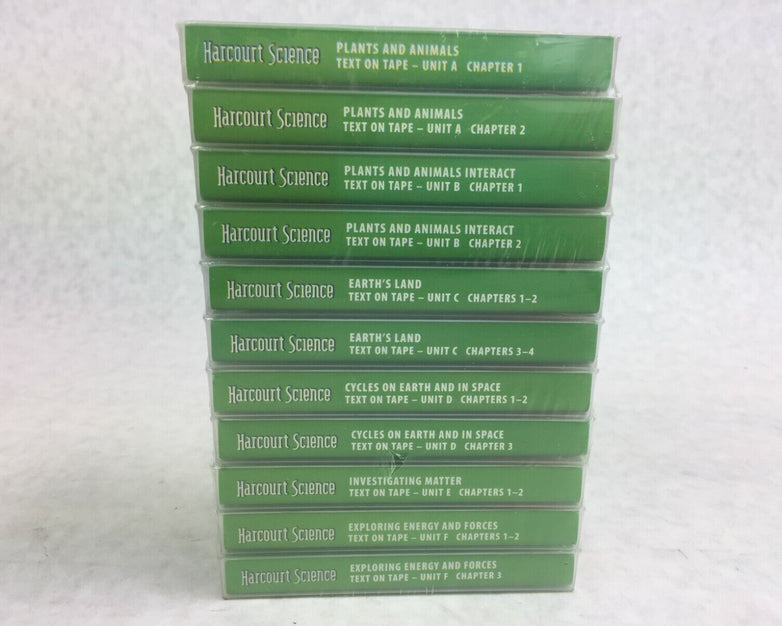 Harcourt Science PLANTS AND ANIMALS
TEXT ON TAPE – UNIT A CHAPTER 1
Harcourt Science PLANTS AND ANIMALS
TEXT ON TAPE – UNIT A CHAPTER 2
Harcourt Science PLANTS AND ANIMALS INTERACT
TEXT ON TAPE – UNIT B CHAPTER 1
Harcourt Science PLANTS AND ANIMALS INTERACT
TEXT ON TAPE – UNIT B CHAPTER 2
Harcourt Science EARTH'S LAND
TEXT ON TAPE – UNIT C CHAPTERS 1–2
Harcourt Science EARTH'S LAND
TEXT ON TAPE – UNIT C CHAPTERS 3–4
Harcourt Science CYCLES ON EARTH AND IN SPACE
TEXT ON TAPE – UNIT D CHAPTERS 1–2
Harcourt Science CYCLES ON EARTH AND IN SPACE
TEXT ON TAPE – UNIT D CHAPTER 3
Harcourt Science INVESTIGATING MATTER
TEXT ON TAPE – UNIT E CHAPTERS 1–2
Harcourt Science EXPLORING ENERGY AND FORCES
TEXT ON TAPE – UNIT F CHAPTERS 1–2
Harcourt Science EXPLORING ENERGY AND FORCES
TEXT ON TAPE – UNIT F CHAPTER 3